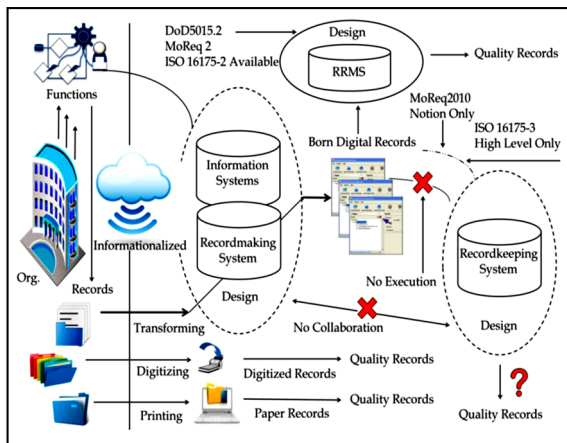 DoD5015.2
MoReq 2
ISO 16175-2 Available
Design
RRMS
Quality Records
Functions
MoReq2010
Notion Only
ISO 16175-3
High Level Only
Born Digital Records
Information
Systems
Informationalized
Recordmaking
System
Recordkeeping
System
Org.
Records
Design
No Execution
Transforming
No Collaboration
Design
Digitizing
Digitized Records
Quality Records
?
Printing
Paper Records
Quality Records
Quality Records